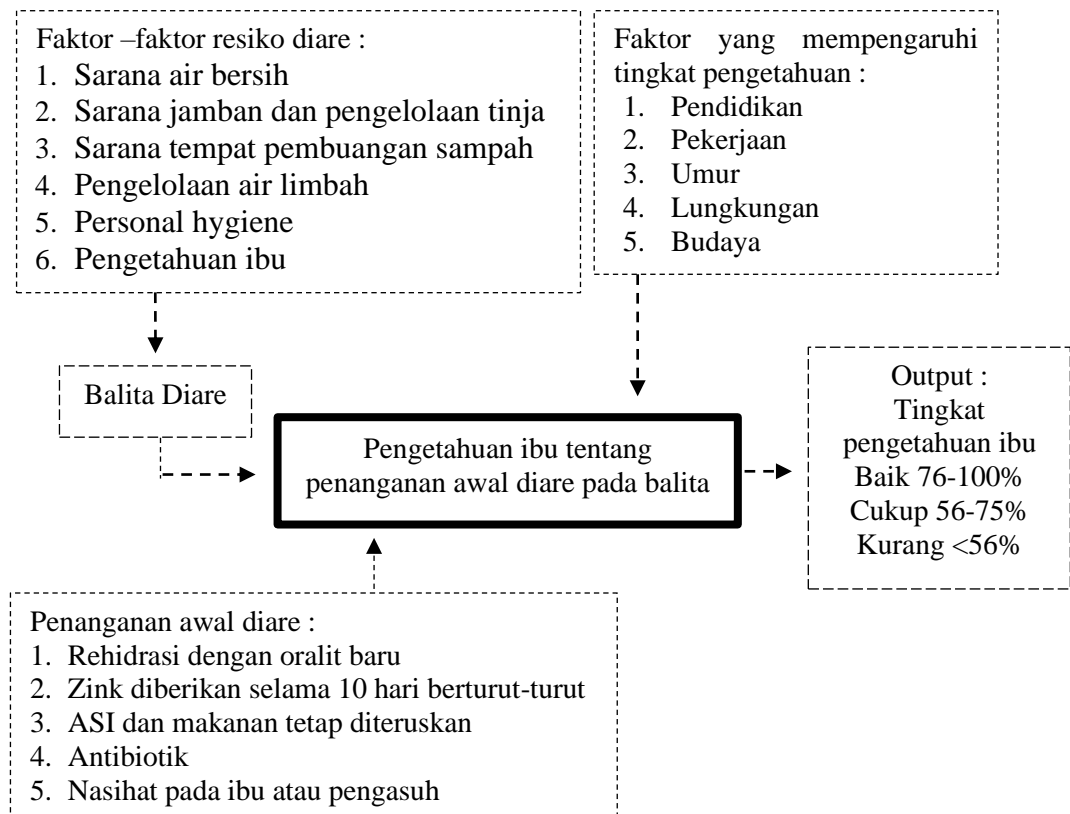 Faktor –faktor resiko diare :
1. Sarana air bersih
2. Sarana jamban dan pengelolaan tinja
3. Sarana tempat pembuangan sampah
4. Pengelolaan air limbah
5. Personal hygiene
6. Pengetahuan ibu
Faktor yang mempengaruhi
tingkat pengetahuan :
1. Pendidikan
2. Pekerjaan
3. Umur
4. Lungkungan
5. Budaya
Balita Diare
Pengetahuan ibu tentang
penanganan awal diare pada balita
Output :
Tingkat
pengetahuan ibu
Baik 76-100%
Cukup 56-75%
Kurang <56%
Penanganan awal diare :
1. Rehidrasi dengan oralit baru
2. Zink diberikan selama 10 hari berturut-turut
3. ASI dan makanan tetap diteruskan
4. Antibiotik
5. Nasihat pada ibu atau pengasuh